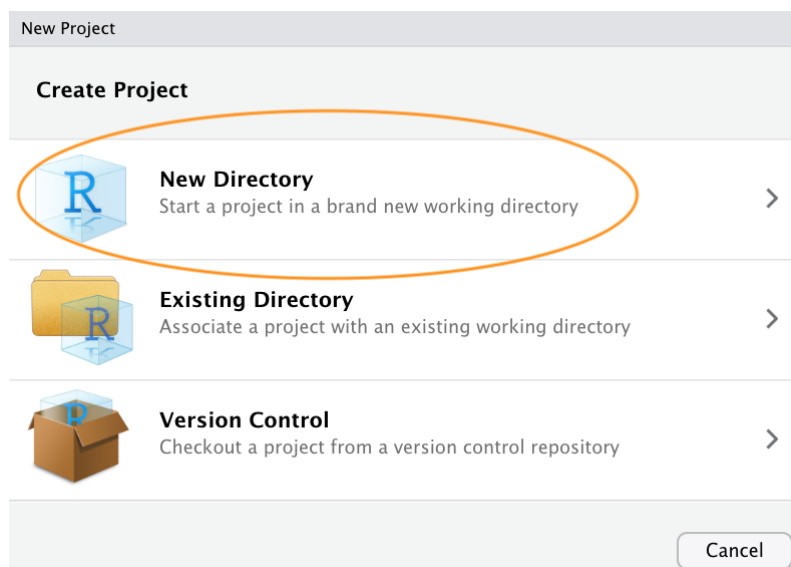 New Project
Create Project
R
New Directory
Start a project in a brand new working directory
R
Existing Directory
Associate a project with an existing working directory
R
Version Control
Checkout a project from a version control repository
Cancel